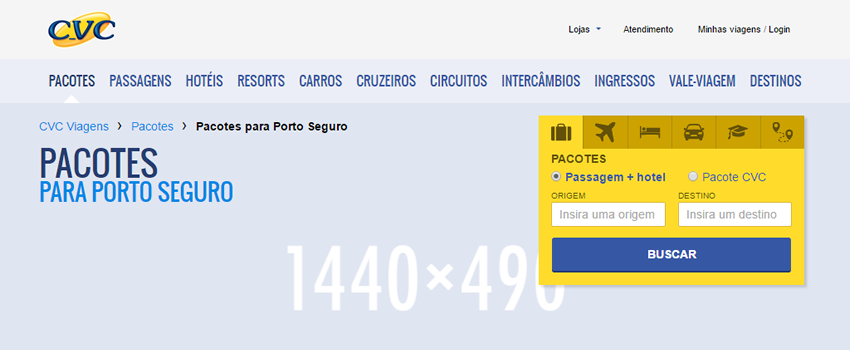 CVC
Lojas Atendimento Minhas viagens / Login
PACOTES PASSAGENS HOTÉIS RESORTS CARROS CRUZEIROS CIRCUITOS INTERCÂMBIOS INGRESSOS VALE-VIAGEM DESTINOS
CVC Viagens › Pacotes › Pacotes para Porto Seguro
PACOTES
PARA PORTO SEGURO
PACOTES
Passagem + hotel Pacote CVC
ORIGEM DESTINO
Insira uma origem Insira um destino
BUSCAR
1440×490